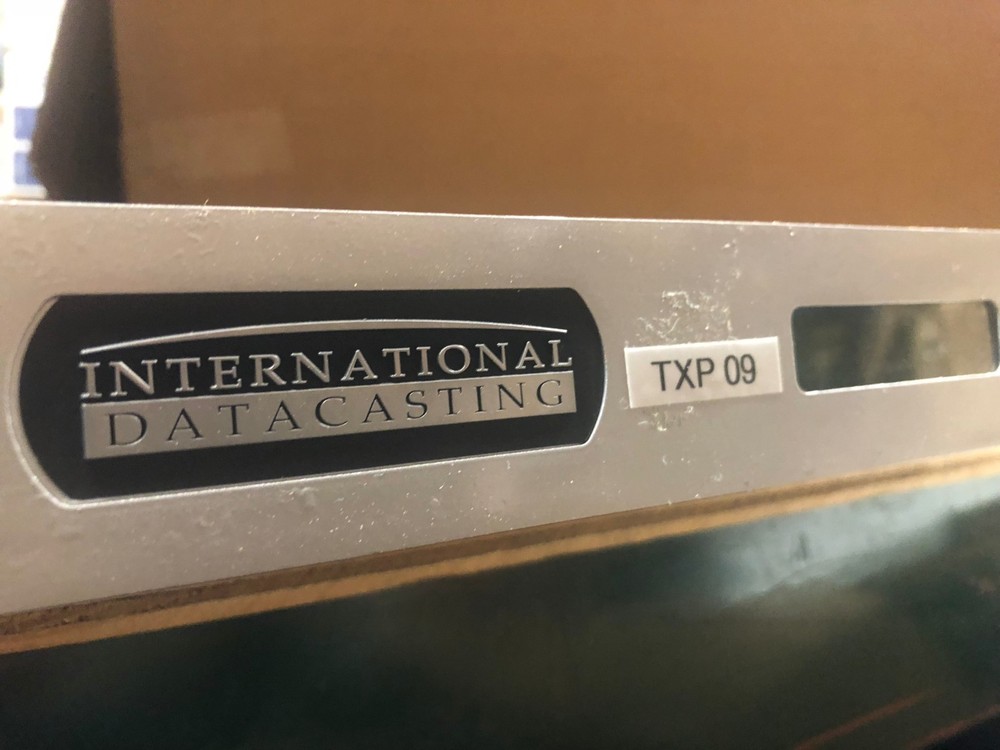 INTERNATIONAL
DATACASTING
TXP 09